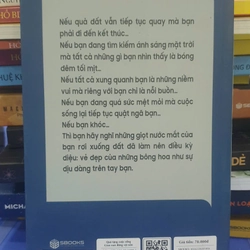 Nếu quả đất vẫn tiếp tục quay mà bạn
phải đi đến kết thúc..
Nếu bạn đang tìm kiếm ánh sáng mặt trời
mà tất cả những gì bạn nhìn thấy là bóng
đêm tối mịt..
Nếu tất cả xung quanh bạn là những niềm
vui mà riêng với bạn chỉ là nỗi buồn..
Nếu bạn đang quá sức mệt mỏi mà cuộc
sống lại tiếp tục quật ngã bạn..
Nếu bạn khóc..
Thì bạn hãy nghĩ những giọt nước mắt của
bạn rơi xuống đất đã làm nên điều kỳ
diệu: vẻ đẹp của những bông hoa như sự
dịu dàng trên tay bạn.
SBOOKS
MICHA